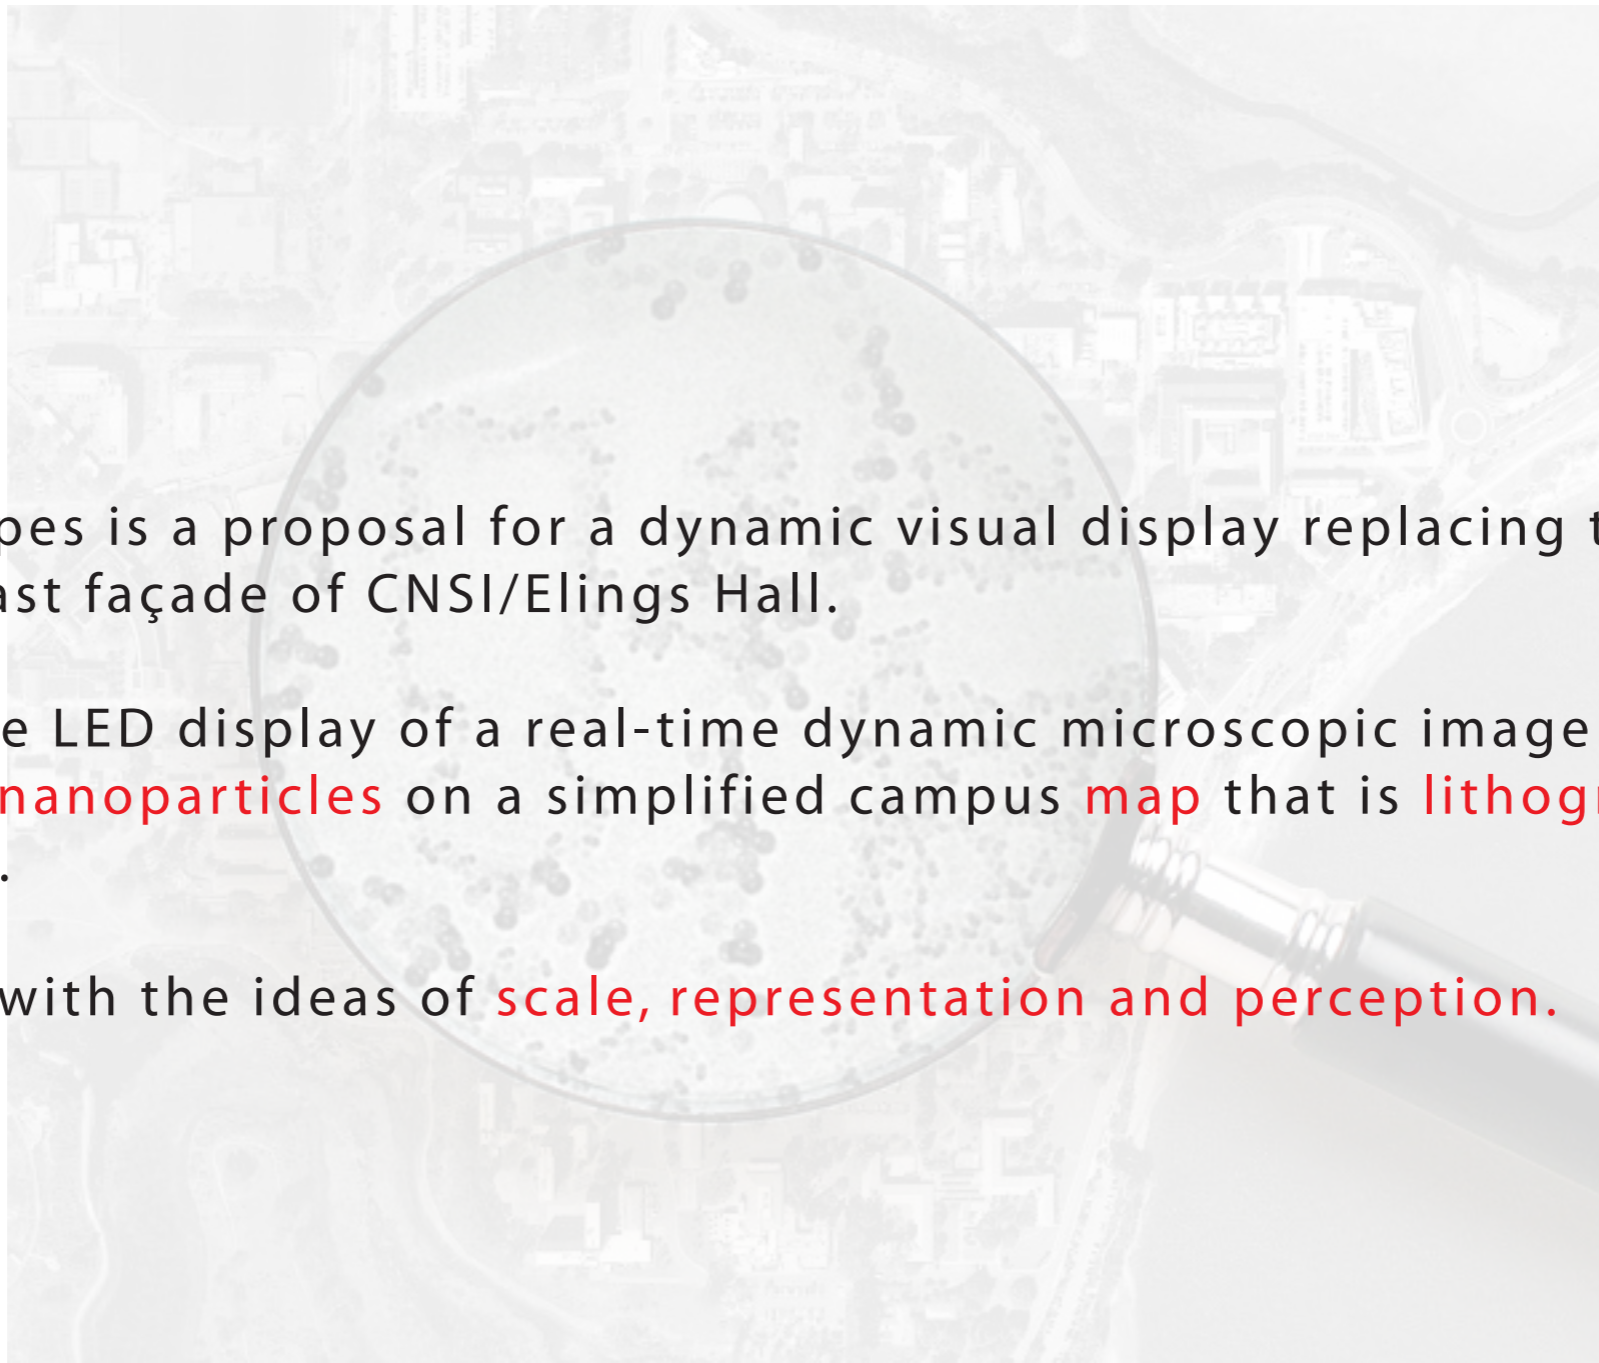 pes is a proposal for a dynamic visual display replacing t
ast façade of CNSI/Elings Hall.
e LED display of a real-time dynamic microscopic image
nanoparticles on a simplified campus map that is lithogr
.
with the ideas of scale, representation and perception.